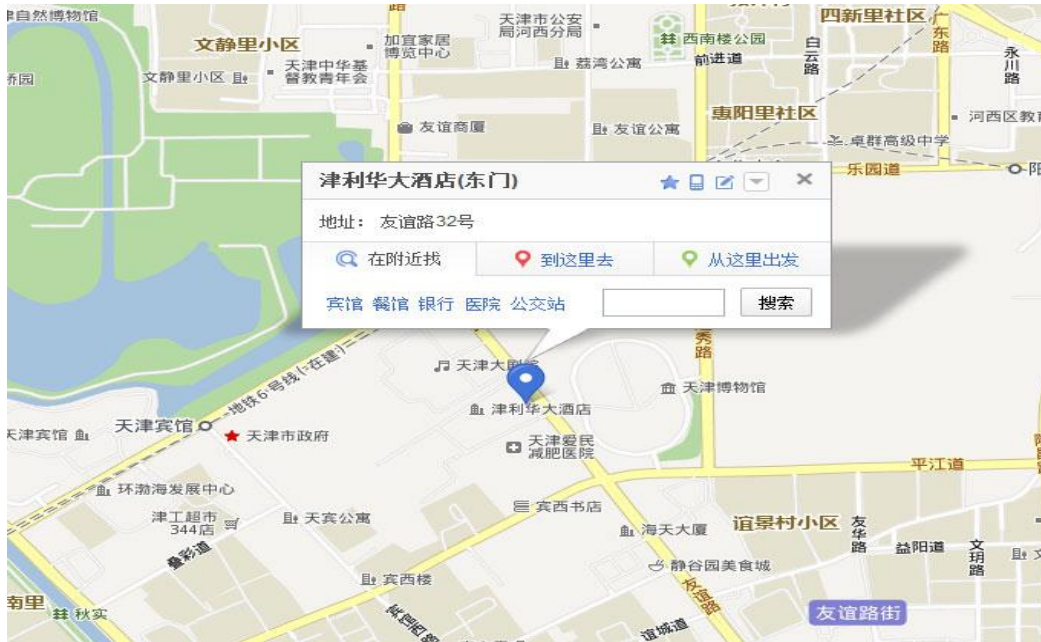 自然博物馆
路
天津市公安
局河西分局
四新里社区
广
东
路
文静里小区
加宜家居
博览中心
西南楼公园
白
云
路
永
川
路
桥园
文静里小区
天津中华基
督教青年会
荔湾公寓
前进道
惠阳里社区
友谊商厦
友谊公寓
河西区教育
卓群高级中学
乐园道
津利华大酒店(东门)
地址： 友谊路32号
在附近找
到这里去
从这里出发
宾馆 餐馆 银行 医院 公交站
搜索
秀
路
地铁6号线(在建)
天津大剧院
天津博物馆
津利华大酒店
天津宾馆
天津宾馆
天津市政府
天津爱民
减肥医院
平江道
环渤海发展中心
津工超市
344店
天宾公寓
宾西书店
海天大厦
谊景村小区
友
华
路
益阳道
文
玥
路
叠彩道
静谷园美食城
宾西楼
友谊路
南里
秋实
宾馆西路
谊城道
友谊路街